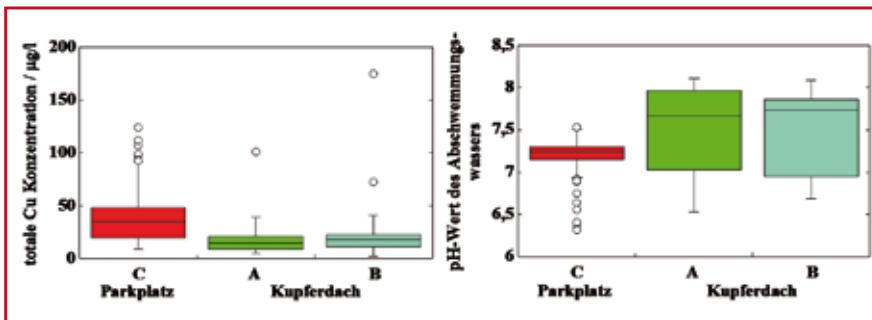 totale Cu Konzentration / µg/l
200
150
100
50
0
C A B
Parkplatz Kupferdach
pH-Wert des Abschwemmungs-
wassers
8,5
8
7,5
7
6,5
6
C A B
Parkplatz Kupferdach